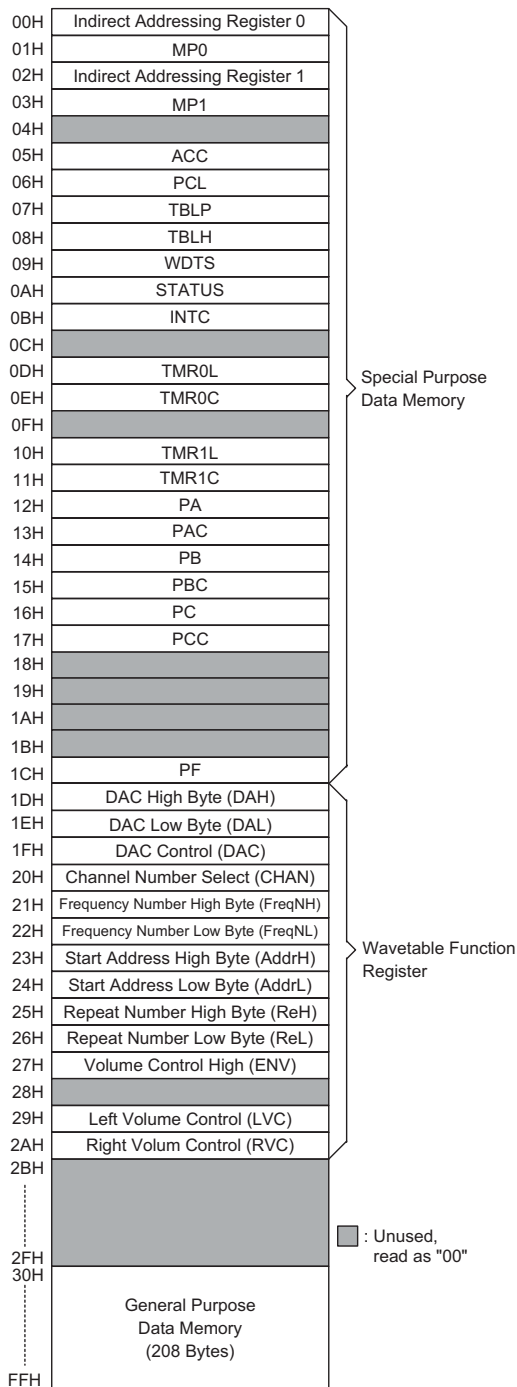 00H Indirect Addressing Register 0
01H MP0
02H Indirect Addressing Register 1
03H MP1
04H
05H ACC
06H PCL
07H TBLP
08H TBLH
09H WDTS
0AH STATUS
0BH INTC
0CH
0DH TMR0L
0EH TMR0C
0FH
10H TMR1L
11H TMR1C
12H PA
13H PAC
14H PB
15H PBC
16H PC
17H PCC
18H
19H
1AH
1BH
1CH PF
Special Purpose
Data Memory
1DH DAC High Byte (DAH)
1EH DAC Low Byte (DAL)
1FH DAC Control (DAC)
20H Channel Number Select (CHAN)
21H Frequency Number High Byte (FreqNH)
22H Frequency Number Low Byte (FreqNL)
23H Start Address High Byte (AddrH)
24H Start Address Low Byte (AddrL)
25H Repeat Number High Byte (ReH)
26H Repeat Number Low Byte (ReL)
27H Volume Control High (ENV)
28H
29H Left Volume Control (LVC)
2AH Right Volum Control (RVC)
Wavetable Function
Register
2BH
2FH
: Unused,
read as "00"
30H
General Purpose
Data Memory
(208 Bytes)
FFH